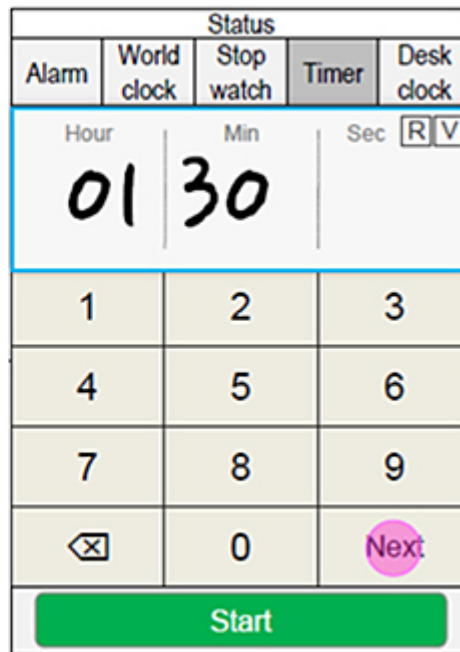 Status
Alarm World clock Stop watch Timer Desk clock
Hour Min Sec R V
01 30
1 2 3
4 5 6
7 8 9
0 Next
Start